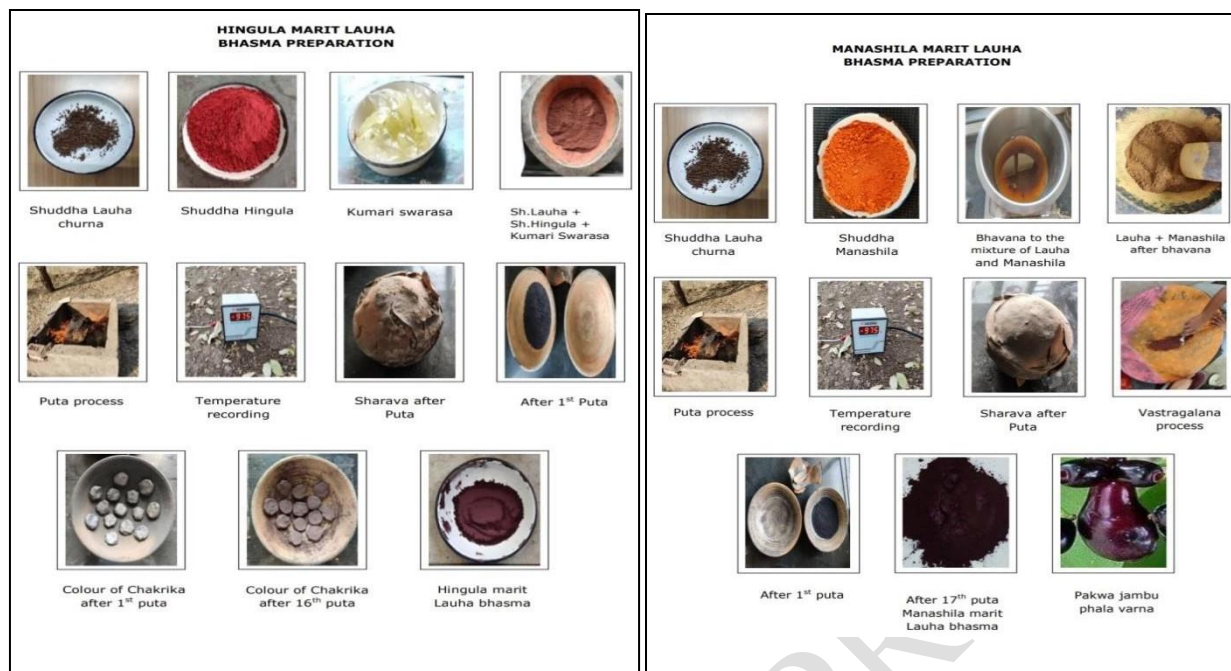 HINGULA MARIT LAUHA
BHASMA PREPARATION
Shuddha Lauha
churna
Shuddha Hingula
Kumari swarasa
Sh.Lauha +
Sh.Hingula +
Kumari Swarasa
Puta process
Temperature
recording
Sharava after
Puta
After 1st Puta
Colour of Chakrika
after 1st puta
Colour of Chakrika
after 16th puta
Hingula marit
Lauha bhasma
MANASHILA MARIT LAUHA
BHASMA PREPARATION
Shuddha Lauha
churna
Shuddha
Manashila
Bhavana to the
mixture of Lauha
and Manashila
Lauha + Manashila
after bhavana
Puta process
Temperature
recording
Sharava after
Puta
Vastragalana
process
After 1st puta
After 17th puta
Manashila marit
Lauha bhasma
Pakwa jambu
phala varna